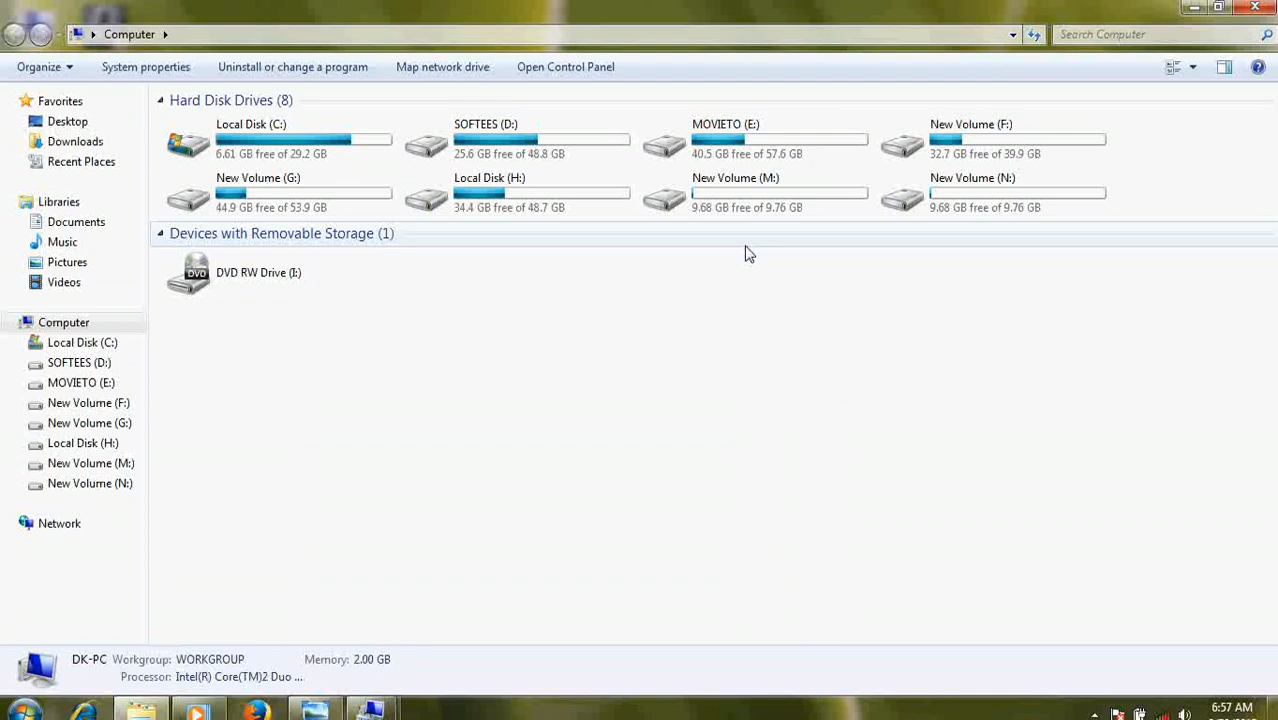 Computer
Search Computer
Organize
System properties
Uninstall or change a program
Map network drive
Open Control Panel
Favorites
Desktop
Downloads
Recent Places
Libraries
Documents
Music
Pictures
Videos
Computer
Local Disk (C:)
SOFTEES (D:)
MOVIETO (E:)
New Volume (F:)
New Volume (G:)
Local Disk (H:)
New Volume (M:)
New Volume (N:)
Network
Hard Disk Drives (8)
Local Disk (C:)
6.61 GB free of 29.2 GB
SOFTEES (D:)
25.6 GB free of 48.8 GB
MOVIETO (E:)
40.5 GB free of 57.6 GB
New Volume (F:)
32.7 GB free of 39.9 GB
New Volume (G:)
44.9 GB free of 53.9 GB
Local Disk (H:)
34.4 GB free of 48.7 GB
New Volume (M:)
9.68 GB free of 9.76 GB
New Volume (N:)
9.68 GB free of 9.76 GB
Devices with Removable Storage (1)
DVD
DVD RW Drive (I:)
DK-PC Workgroup: WORKGROUP Memory: 2.00 GB
Processor: Intel(R) Core(TM)2 Duo ...
6:57 AM